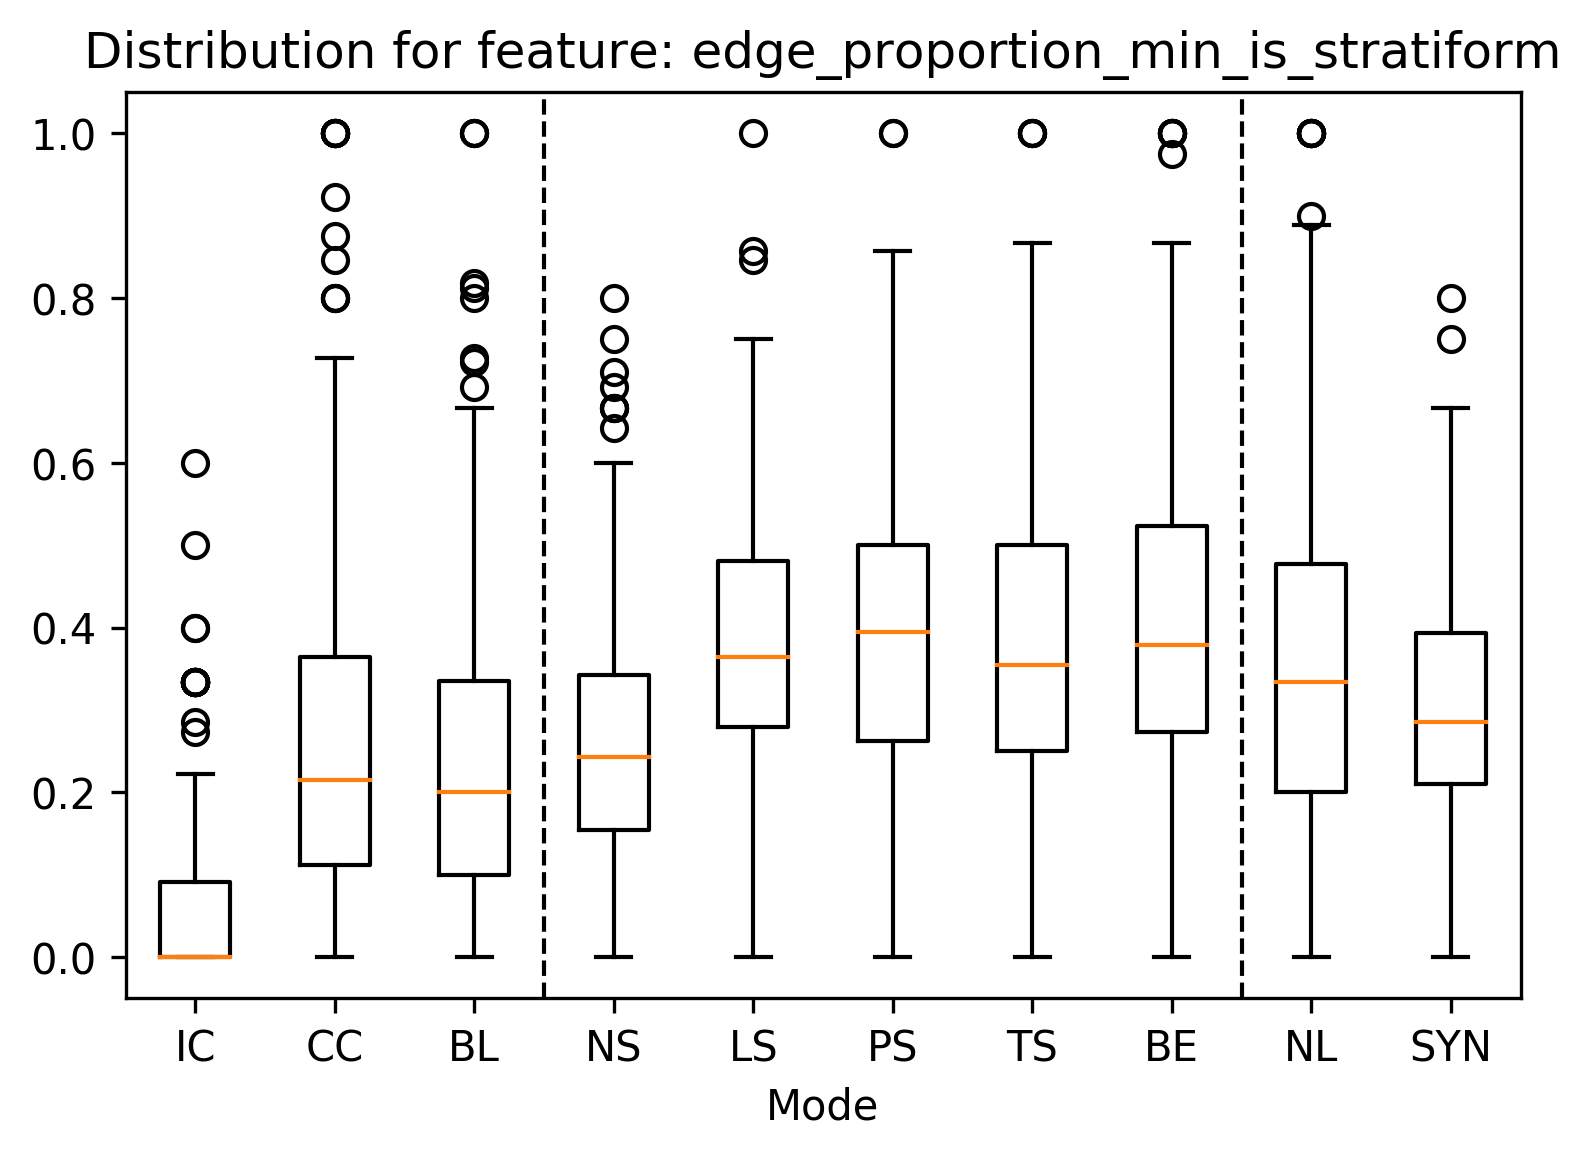 Distribution for feature: edge_proportion_min_is_stratiform
1.0
0.8
0.6
0.4
0.2
0.0
IC CC BL NS LS PS TS BE NL SYN
Mode